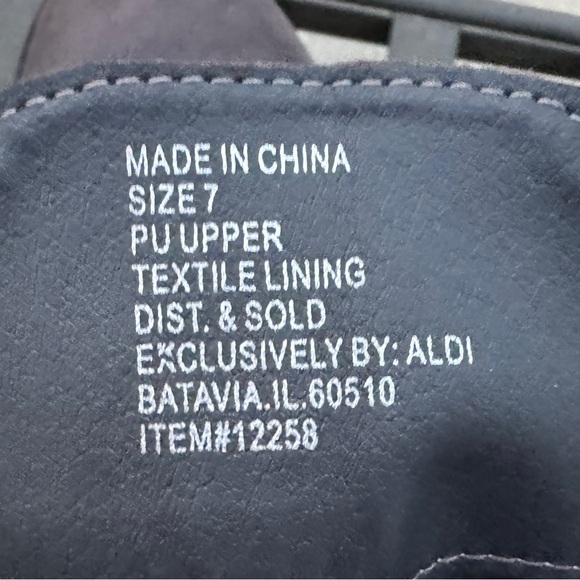 MADE IN CHINA
SIZE 7
PU UPPER
TEXTILE LINING
DIST. & SOLD
EXCLUSIVELY BY: ALDI
BATAVIA.IL.60510
ITEM#12258